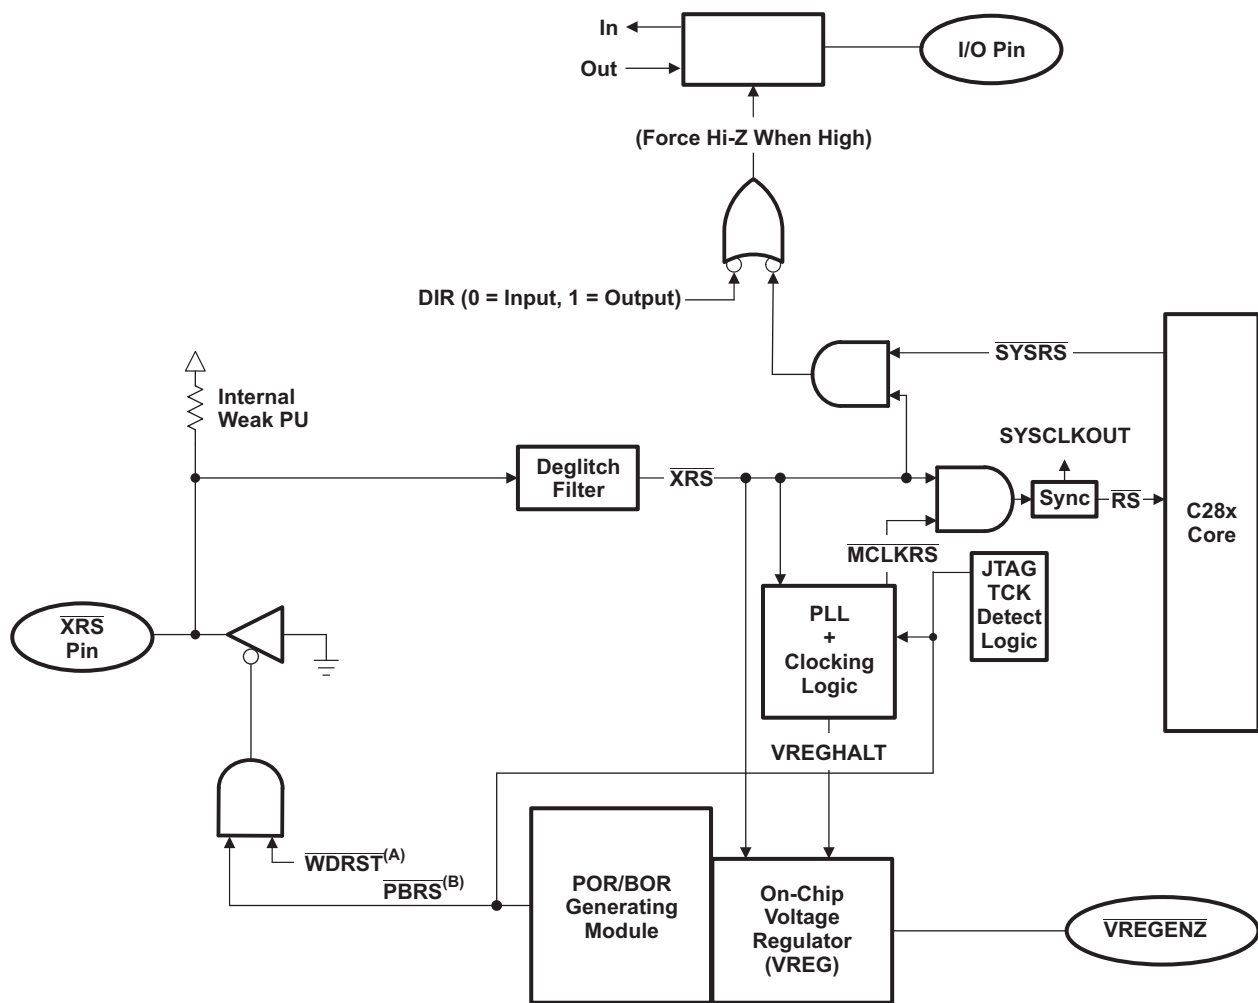 In
Out
I/O Pin
(Force Hi-Z When High)
DIR (0 = Input, 1 = Output)
SYSRS
Internal
Weak PU
SYSCLKOUT
Deglitch
Filter
XRS
Sync
RS
C28x
Core
MCLKRS
JTAG
TCK
Detect
Logic
XRS
Pin
PLL
+
Clocking
Logic
VREGHALT
WDRST(A)
PBRS(B)
POR/BOR
Generating
Module
On-Chip
Voltage
Regulator
(VREG)
VREGENZ